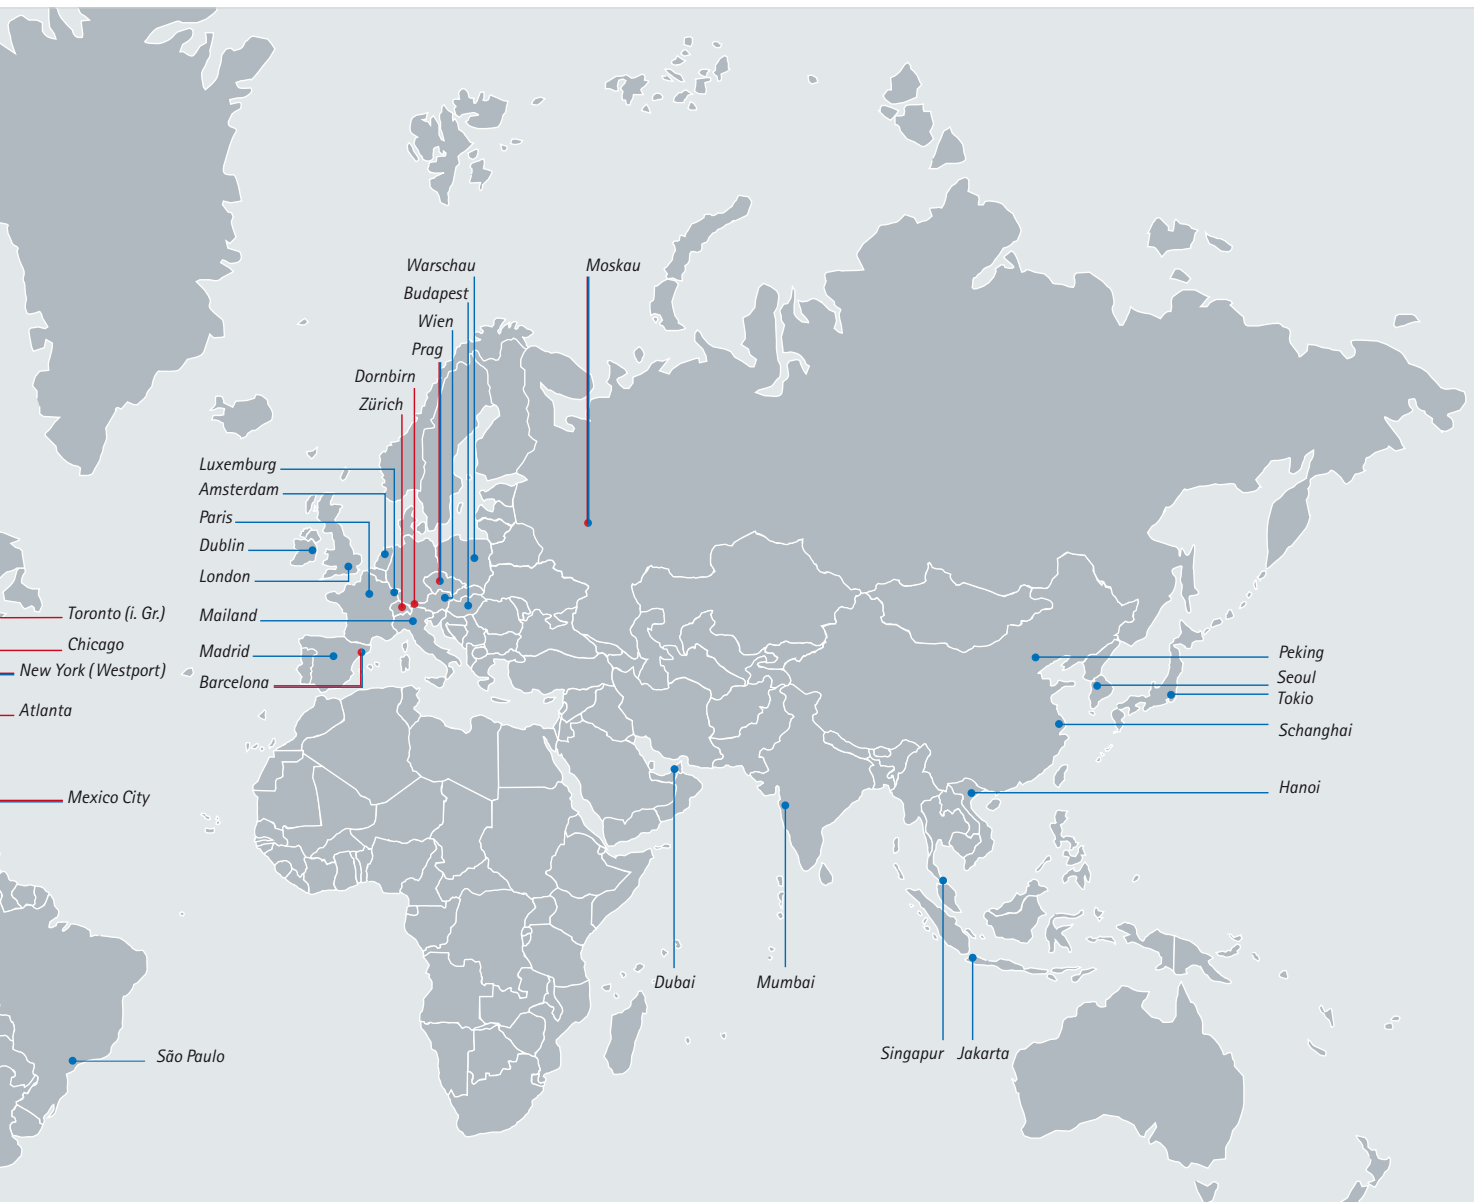 Warschau
Moskau
Budapest
Wien
Prag
Dornbirn
Zürich
Luxemburg
Amsterdam
Paris
Dublin
London
Toronto (i. Gr.)
Mailand
Chicago
New York (Westport)
Madrid
Barcelona
Atlanta
Mexico City
Peking
Seoul
Tokio
Schanghai
Hanoi
Dubai
Mumbai
Singapur
Jakarta
São Paulo